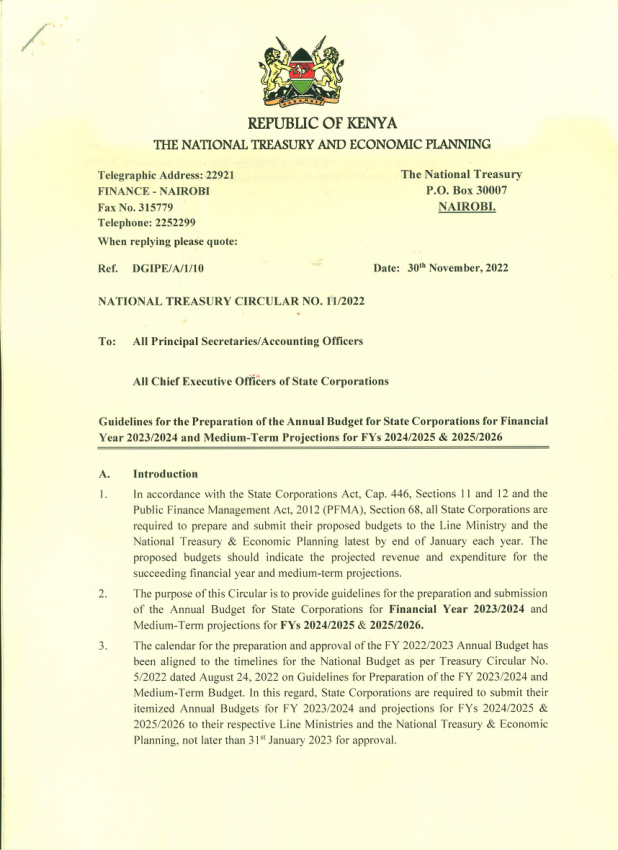 REPUBLIC OF KENYA
THE NATIONAL TREASURY AND ECONOMIC PLANNING
Telegraphic Address: 22921
FINANCE - NAIROBI
Fax No. 315779
Telephone: 2252299
When replying please quote:
The National Treasury
P.O. Box 30007
NAIROBI.
Ref. DGIPE/A/1/10
Date: 30th November, 2022
NATIONAL TREASURY CIRCULAR NO. 11/2022
To: All Principal Secretaries/Accounting Officers
All Chief Executive Officers of State Corporations
Guidelines for the Preparation of the Annual Budget for State Corporations for Financial
Year 2023/2024 and Medium-Term Projections for FYs 2024/2025 & 2025/2026
A. Introduction
1. In accordance with the State Corporations Act, Cap. 446, Sections 11 and 12 and the
Public Finance Management Act, 2012 (PFMA), Section 68, all State Corporations are
required to prepare and submit their proposed budgets to the Line Ministry and the
National Treasury & Economic Planning latest by end of January each year. The
proposed budgets should indicate the projected revenue and expenditure for the
succeeding financial year and medium-term projections.
2. The purpose of this Circular is to provide guidelines for the preparation and submission
of the Annual Budget for State Corporations for Financial Year 2023/2024 and
Medium-Term projections for FYs 2024/2025 & 2025/2026.
3. The calendar for the preparation and approval of the FY 2022/2023 Annual Budget has
been aligned to the timelines for the National Budget as per Treasury Circular No.
5/2022 dated August 24, 2022 on Guidelines for Preparation of the FY 2023/2024 and
Medium-Term Budget. In this regard, State Corporations are required to submit their
itemized Annual Budgets for FY 2023/2024 and projections for FYs 2024/2025 &
2025/2026 to their respective Line Ministries and the National Treasury & Economic
Planning, not later than 31st January 2023 for approval.